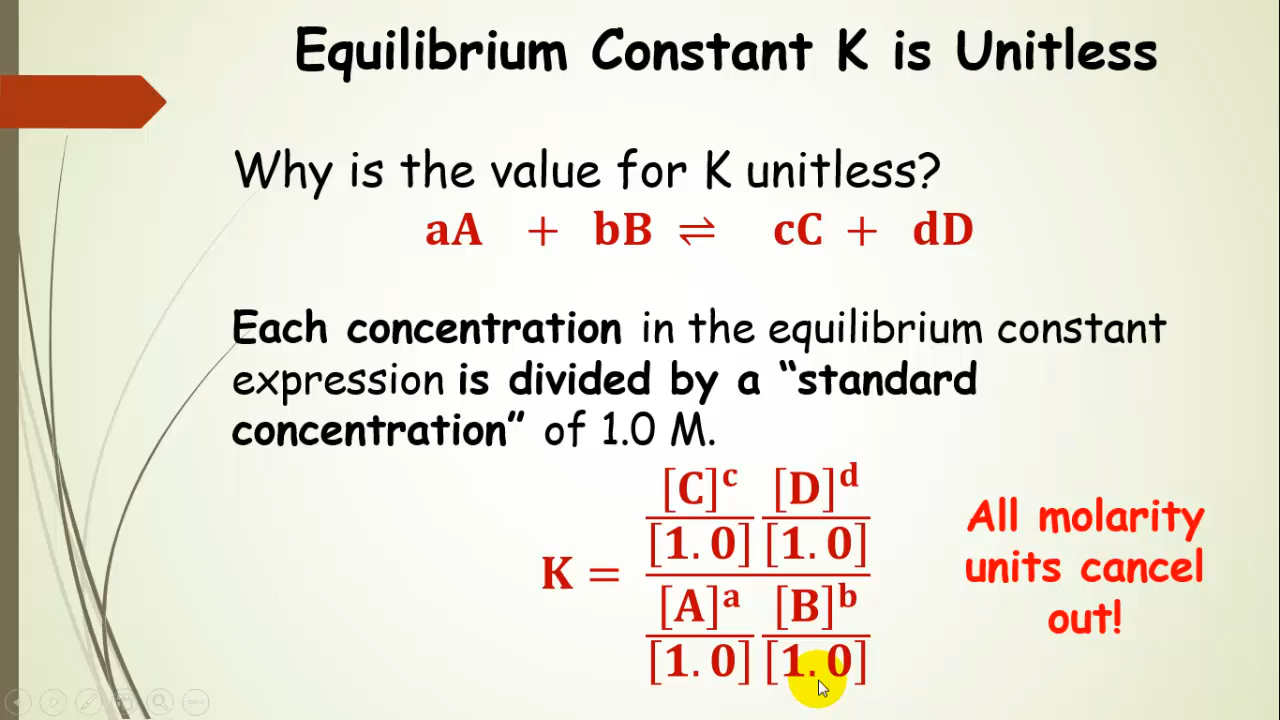 Equilibrium Constant K is Unitless
Why is the value for K unitless?
aA + bB ⇌ cC + dD
Each concentration in the equilibrium constant
expression is divided by a “standard
concentration” of 1.0 M.
[C]ᶜ [D]ᵈ
[1.0] [1.0]
K =
[A]ᵃ [B]ᵇ
[1.0] [1.0]
All molarity
units cancel
out!